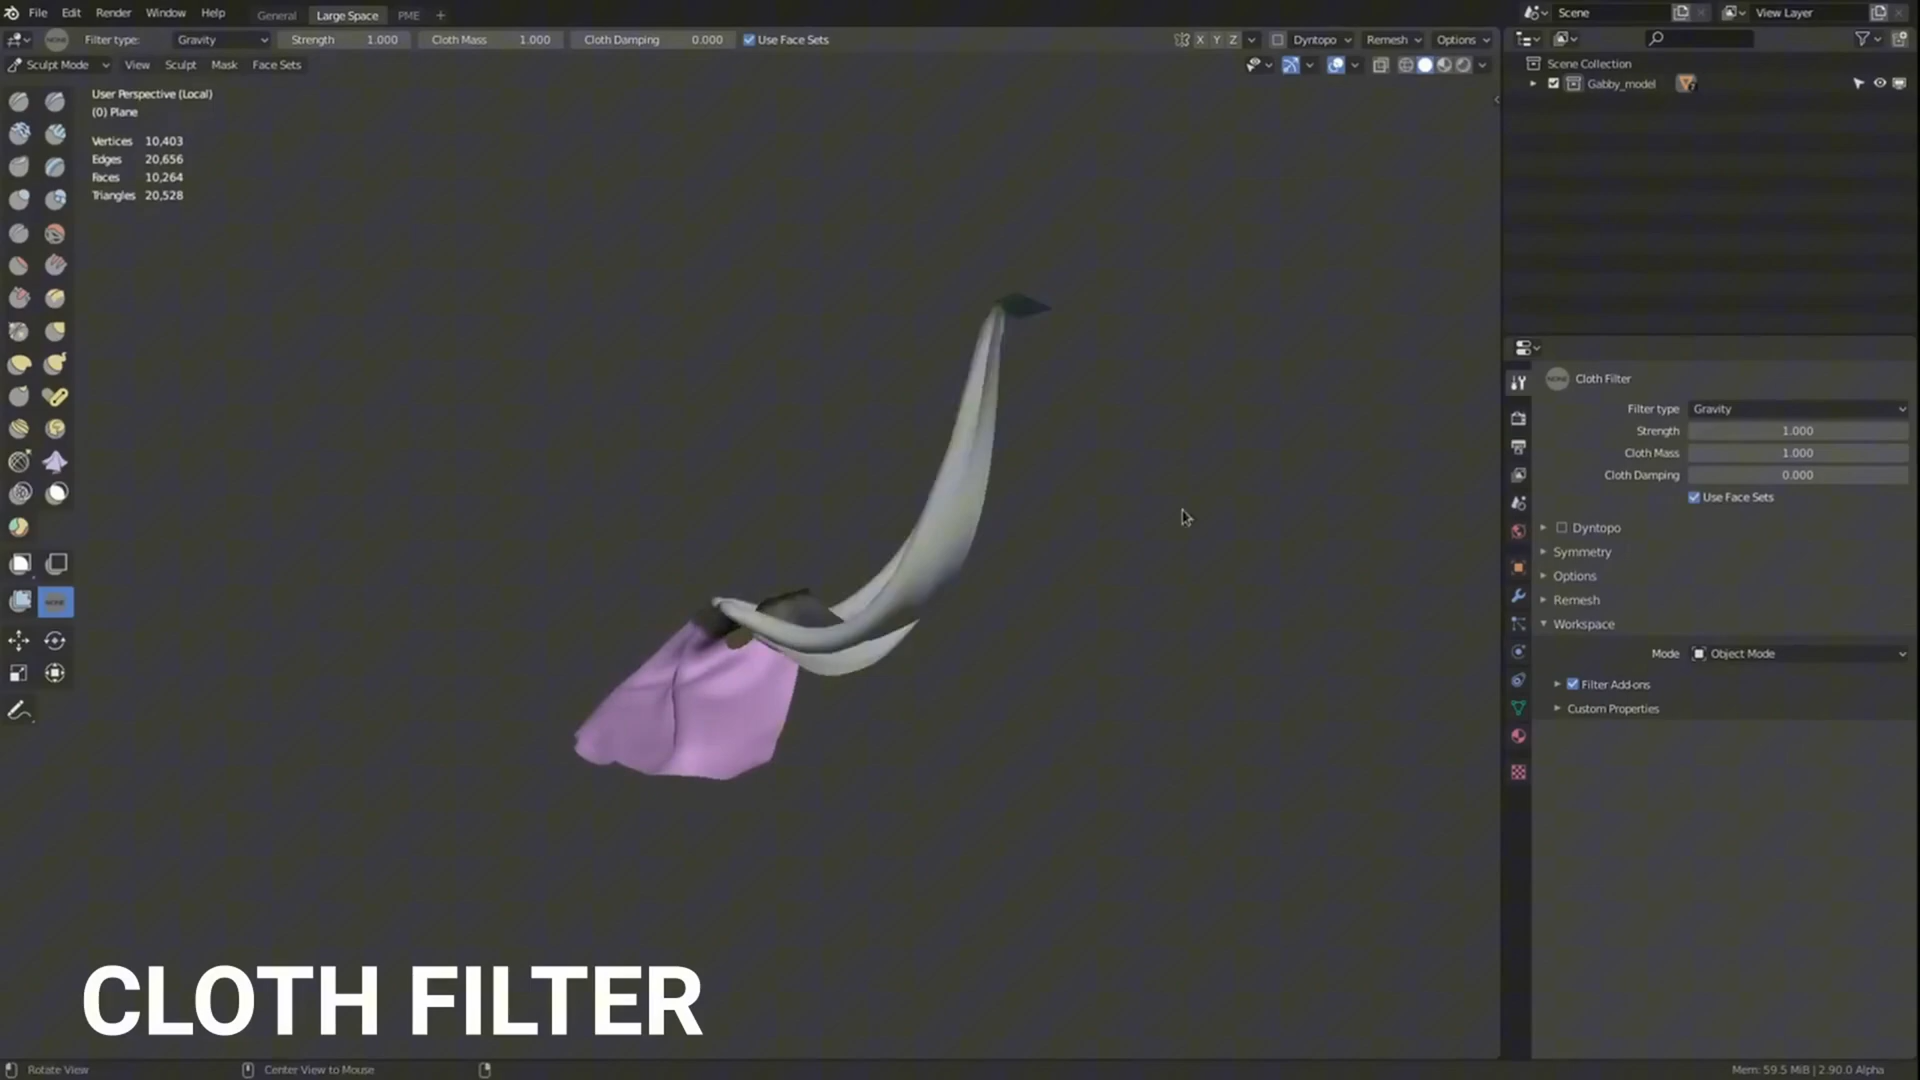 File Edit Render Window Help General Large Space PME + Scene View Layer
Filter type: Gravity Strength 1.000 Cloth Mass 1.000 Cloth Damping 0.000 Use Face Sets X Y Z Dyntopo Remesh Options
Sculpt Mode View Sculpt Mask Face Sets
Scene Collection
Gabby_model
User Perspective (Local)
(0) Plane
Vertices 10,403
Edges 20,656
Faces 10,264
Triangles 20,528
NONE
Cloth Filter
Filter type Gravity
Strength 1.000
Cloth Mass 1.000
Cloth Damping 0.000
Use Face Sets
Dyntopo
Symmetry
Options
Remesh
Workspace
Mode Object Mode
Filter Add-ons
Custom Properties
CLOTH FILTER
Rotate View Center View to Mouse Mem: 59.5 MiB | 2.90.0 Alpha